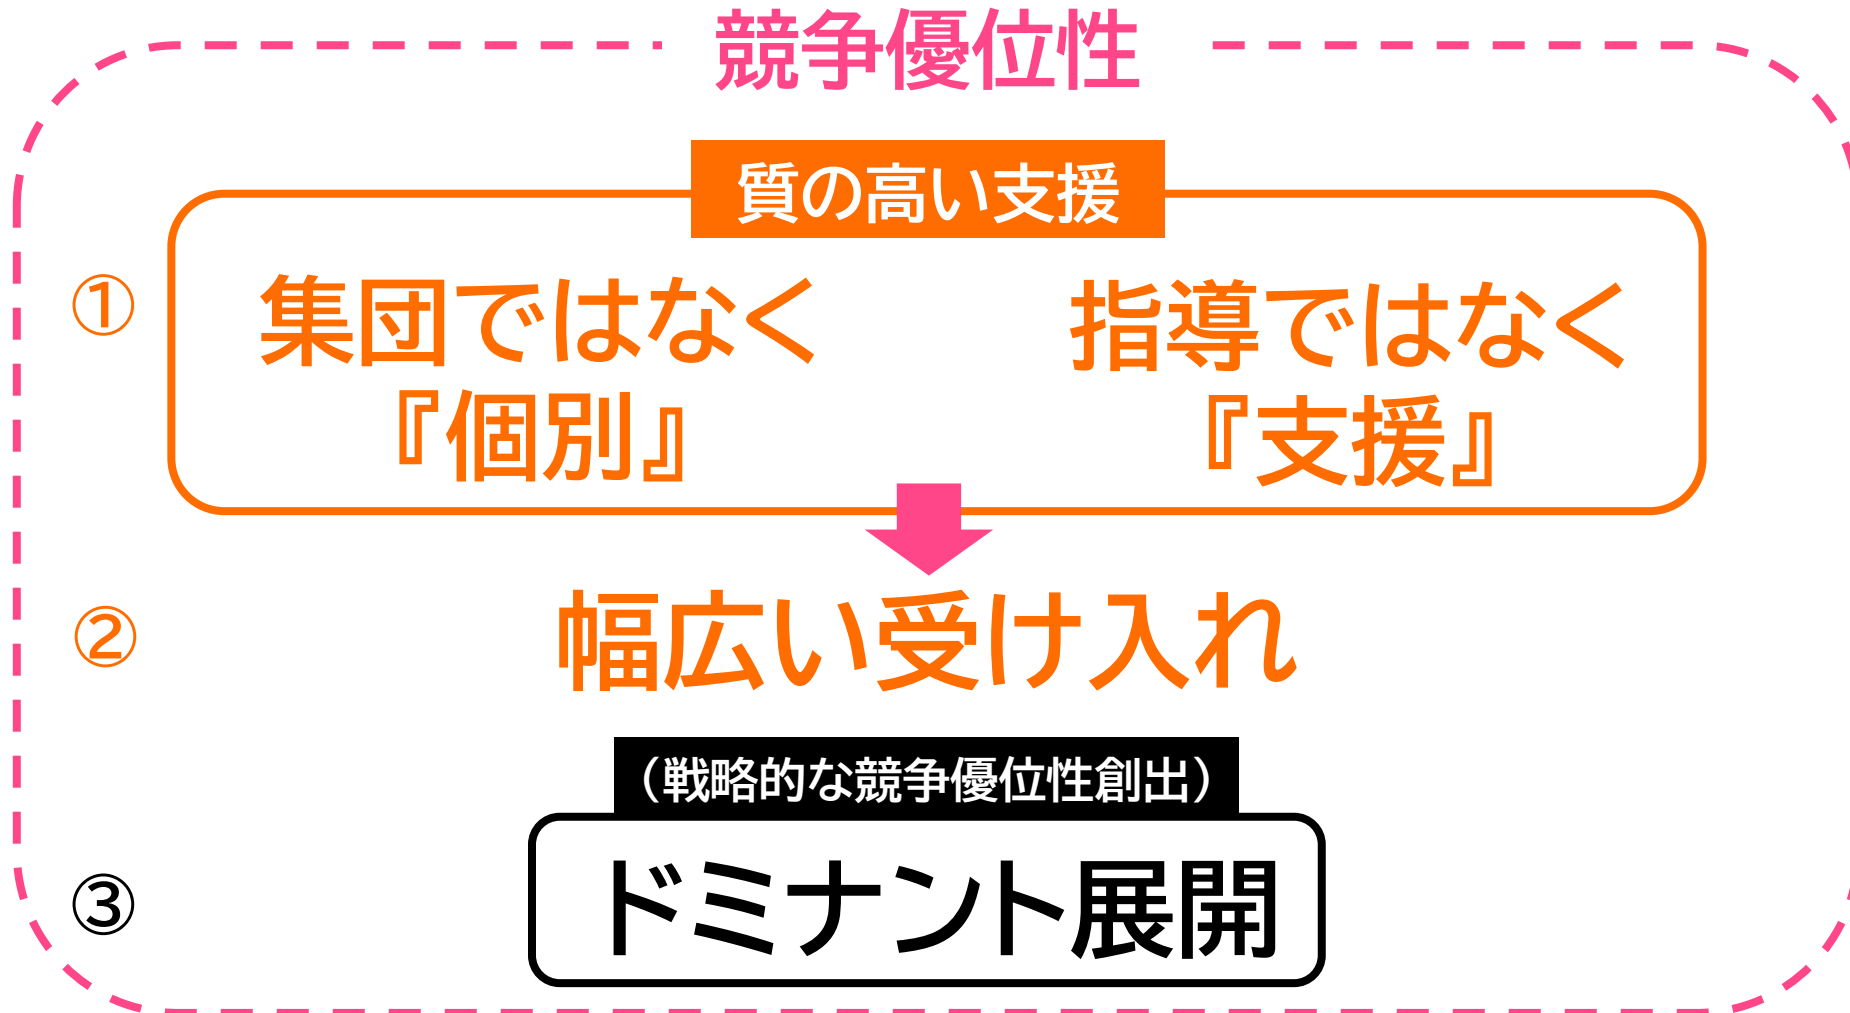 競争優位性
質の高い支援
①
集団ではなく
『個別』
指導ではなく
『支援』
②
幅広い受け入れ
（戦略的な競争優位性創出）
③
ドミナント展開